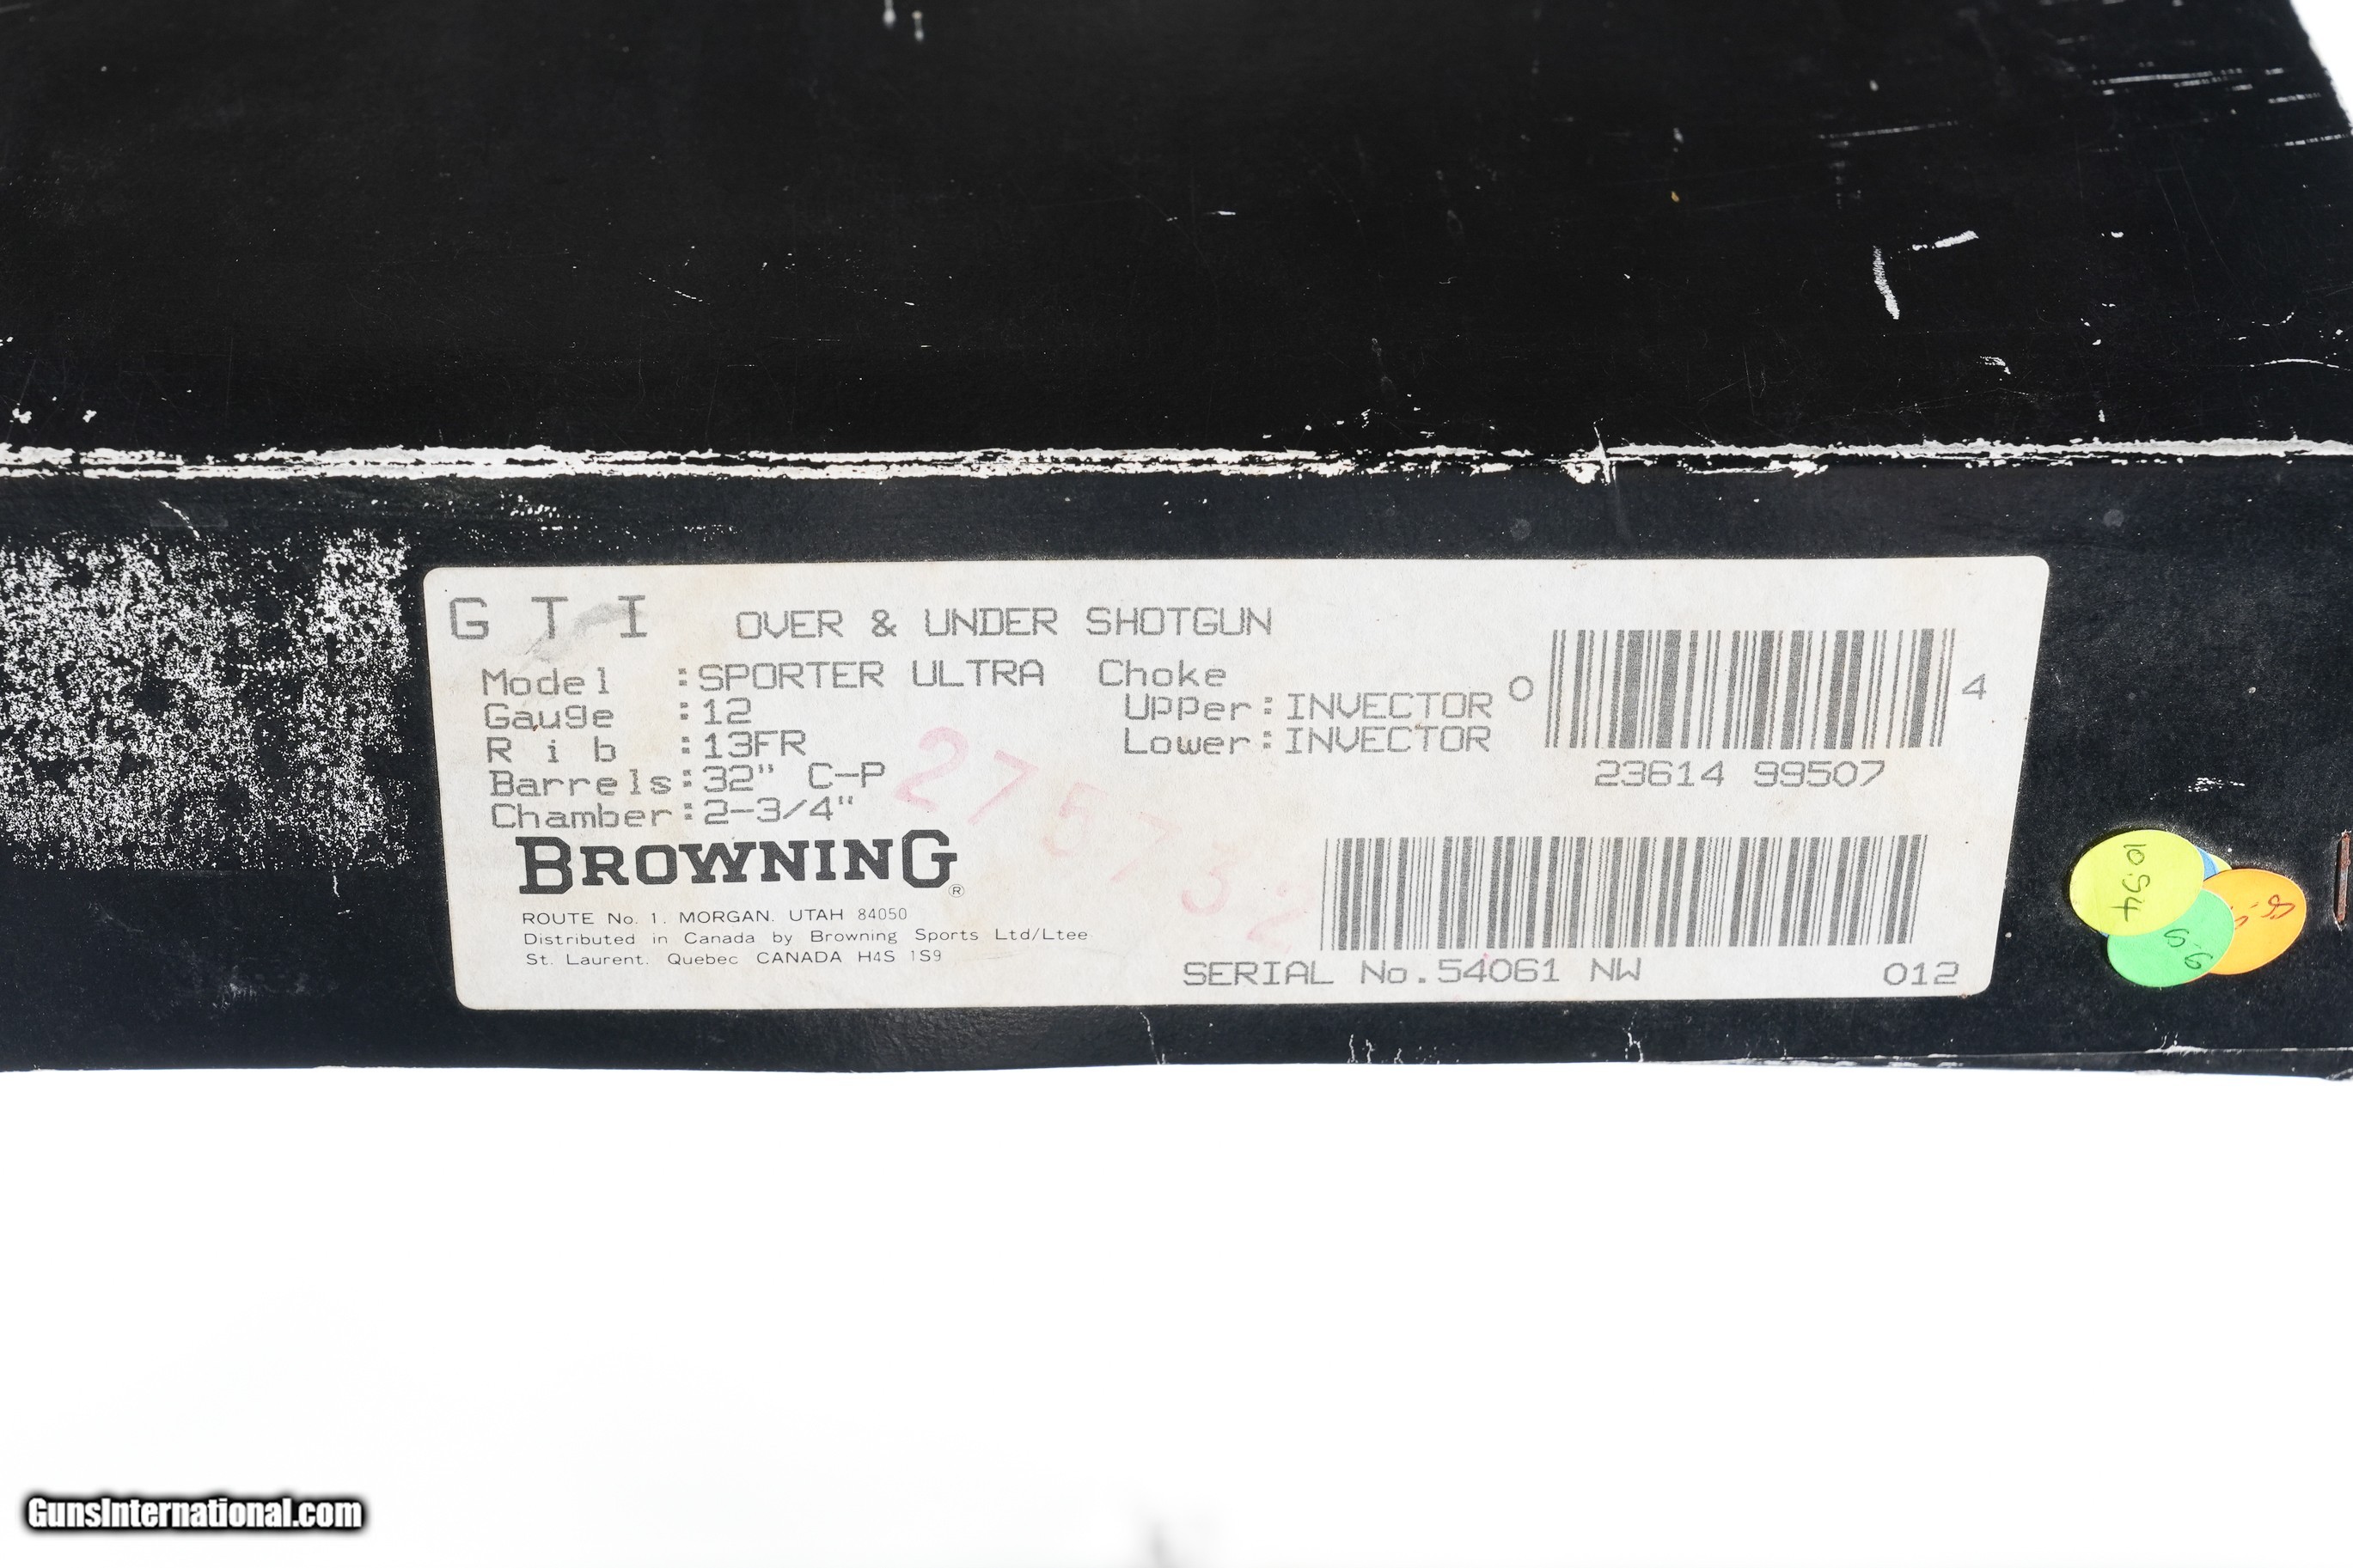 G T I OVER & UNDER SHOTGUN
Model :SPORTER ULTRA Choke
Gauge :12 Upper:INVECTOR
R i b :13FR Lower:INVECTOR
Barrels:32" C-P
Chamber:2-3/4"
0 4
23614 99507
275732
BROWNING®
ROUTE No. 1. MORGAN. UTAH 84050
Distributed in Canada by Browning Sports Ltd/Ltee
St. Laurent. Quebec CANADA H4S 1S9
SERIAL No.54061 NW 012
10.94
9.9
GunsInternational.com